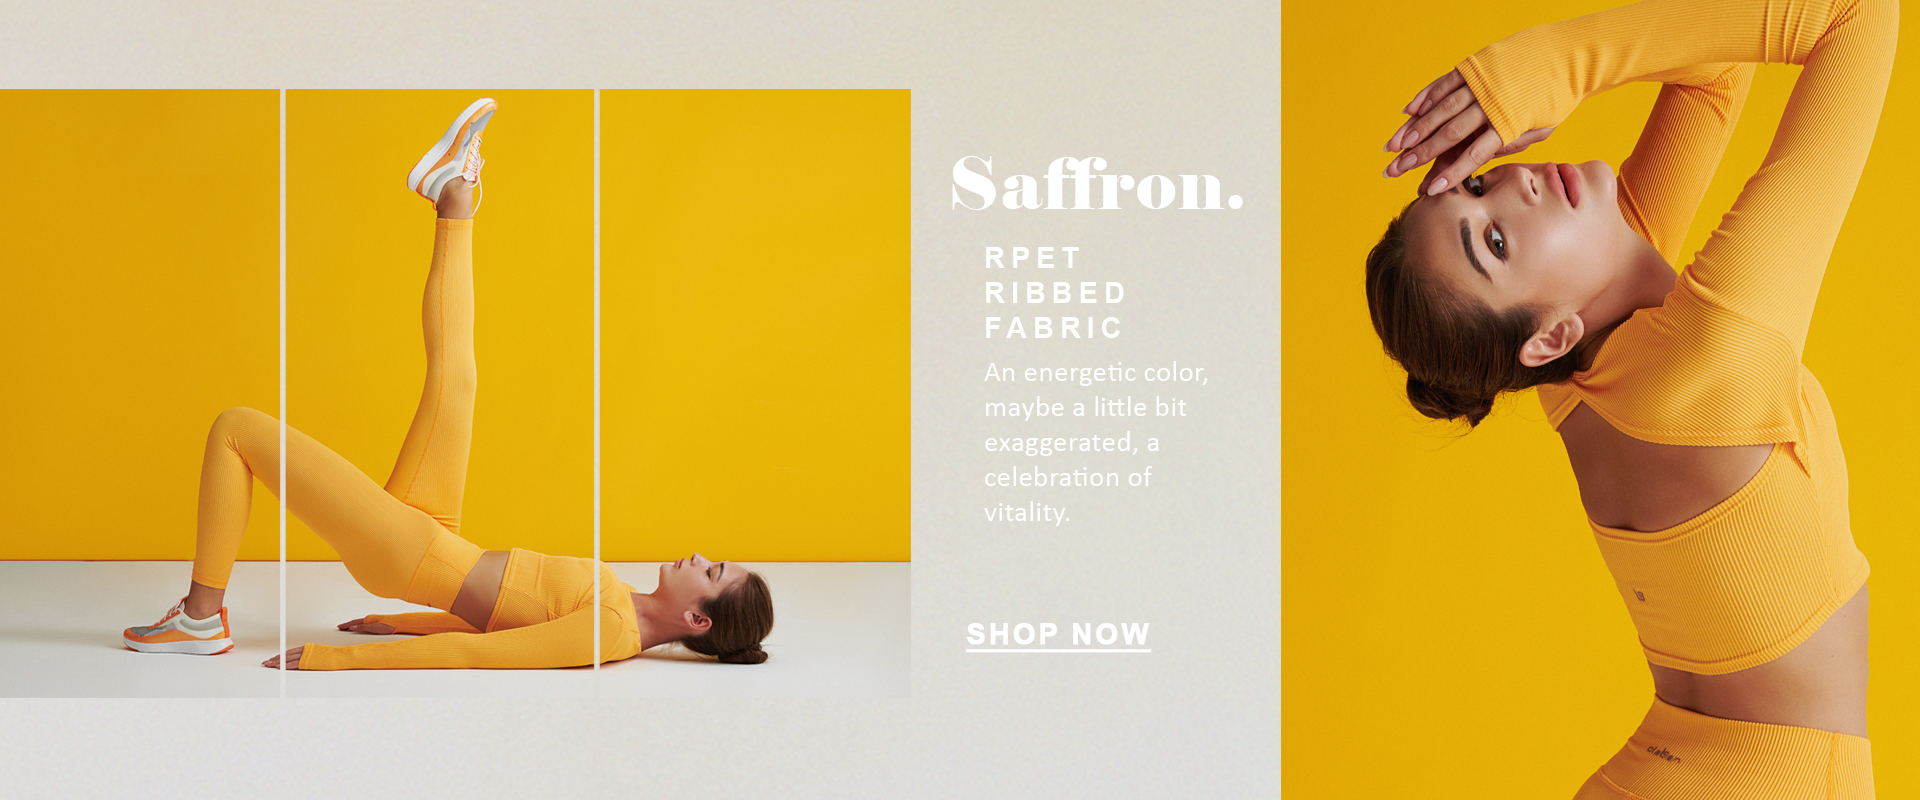 Saffron.
RPET
RIBBED
FABRIC
An energetic color,
maybe a little bit
exaggerated, a
celebration of
vitality.
SHOP NOW